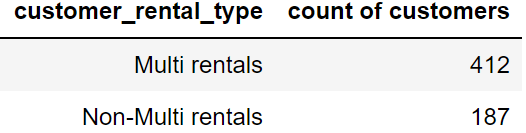 customer_rental_type count of customers
Multi rentals 412
Non-Multi rentals 187